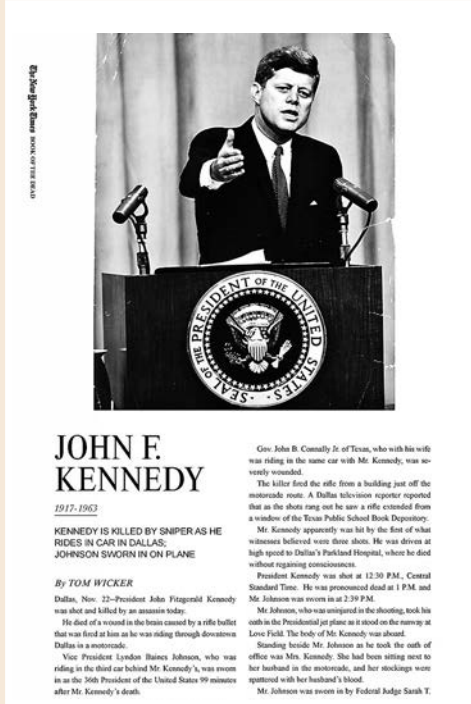 The New York Times BOOK OF THE DEAD
SEAL OF THE PRESIDENT OF THE UNITED STATES
JOHN F.
KENNEDY
1917-1963
KENNEDY IS KILLED BY SNIPER AS HE
RIDES IN CAR IN DALLAS;
JOHNSON SWORN IN ON PLANE
By TOM WICKER
Dallas, Nov. 22—President John Fitzgerald Kennedy
was shot and killed by an assassin today.
He died of a wound in the brain caused by a rifle bullet
that was fired at him as he was riding through downtown
Dallas in a motorcade.
Vice President Lyndon Baines Johnson, who was
riding in the third car behind Mr. Kennedy's, was sworn
in as the 36th President of the United States 99 minutes
after Mr. Kennedy's death.
Gov. John B. Connally Jr. of Texas, who with his wife
was riding in the same car with Mr. Kennedy, was se-
verely wounded.
The killer fired the rifle from a building just off the
motorcade route. A Dallas television reporter reported
that as the shots rang out he saw a rifle extended from
a window of the Texas Public School Book Depository.
Mr. Kennedy apparently was hit by the first of what
witnesses believed were three shots. He was driven at
high speed to Dallas's Parkland Hospital, where he died
without regaining consciousness.
President Kennedy was shot at 12:30 P.M., Central
Standard Time. He was pronounced dead at 1 P.M. and
Mr. Johnson was sworn in at 2:39 P.M.
Mr. Johnson, who was uninjured in the shooting, took his
oath in the Presidential jet plane as it stood on the runway at
Love Field. The body of Mr. Kennedy was aboard.
Standing beside Mr. Johnson as he took the oath of
office was Mrs. Kennedy. She had been sitting next to
her husband in the motorcade, and her stockings were
spattered with her husband's blood.
Mr. Johnson was sworn in by Federal Judge Sarah T.